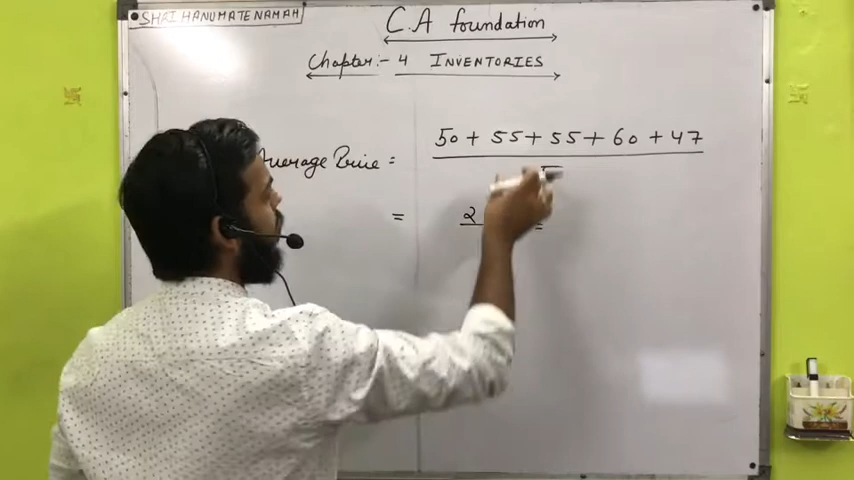 SHRI HANUMATE NAMAH
C.A foundation
Chapter:- 4 INVENTORIES
Average Price = 50 + 55 + 55 + 60 + 47
= 2